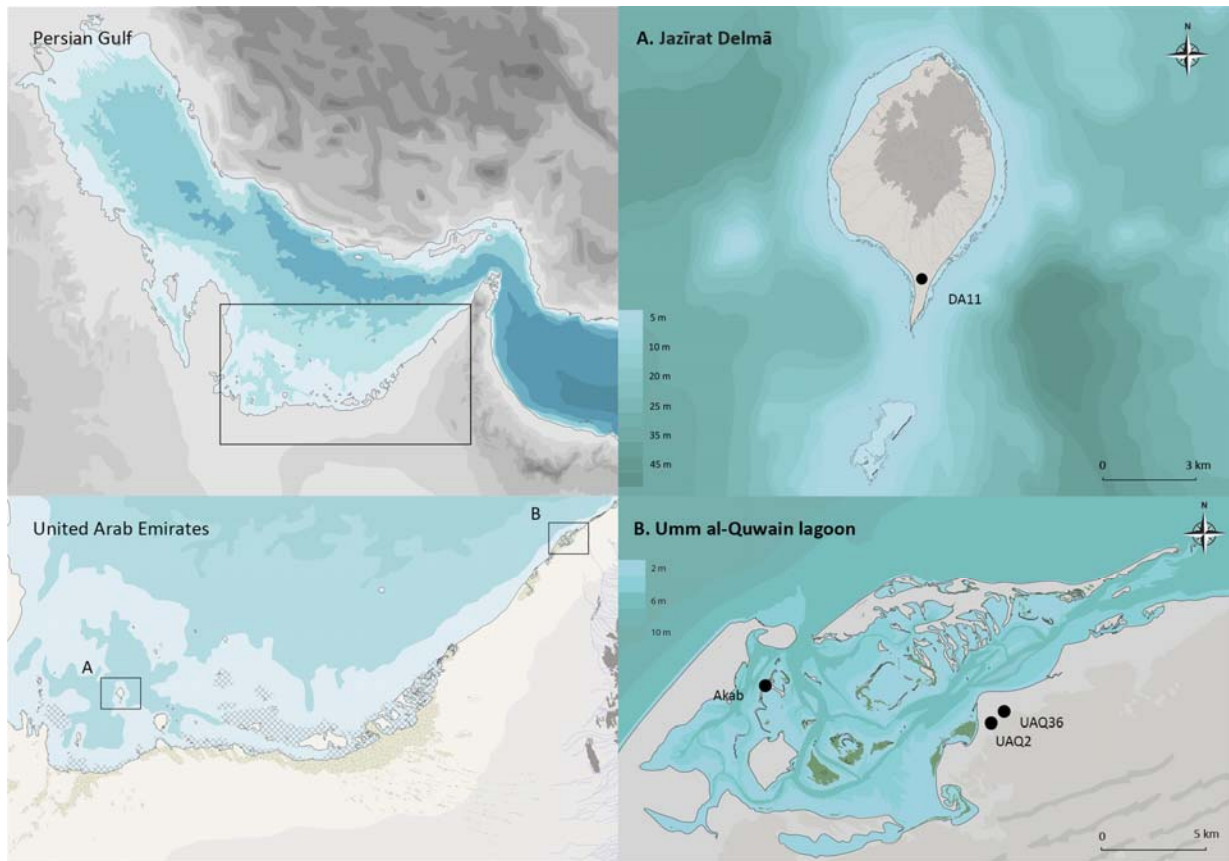 Persian Gulf
A. Jazīrat Delmā
N
DA11
5 m
10 m
20 m
25 m
35 m
45 m
0 3 km
United Arab Emirates
B
A
B. Umm al-Quwain lagoon
N
2 m
6 m
10 m
Akab
UAQ36
UAQ2
0 5 km